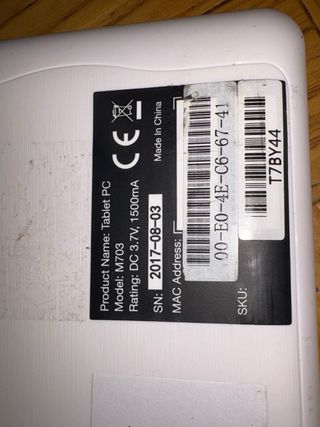 Product Name: Tablet PC
Model: M703
Rating: DC 3.7V, 1500mA
SN: 2017-08-03
Made In China
MAC Address:
00-E0-4E-C6-67-41
SKU:
T7BY44